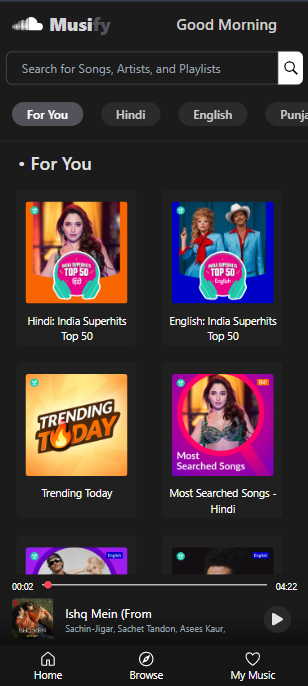 Musify
Good Morning
Search for Songs, Artists, and Playlists
For You
Hindi
English
Punja
• For You
INDIA SUPERHITS
TOP 50
हिंदी
Hindi: India Superhits
Top 50
INDIA SUPERHITS
TOP 50
English
English: India Superhits
Top 50
TRENDING
TODAY
Trending Today
Most
Searched Songs
Most Searched Songs -
Hindi
English
English
00:02
04:22
ISHQ MEIN
Ishq Mein (From
Sachin-Jigar, Sachet Tandon, Asees Kaur,
Home
Browse
My Music